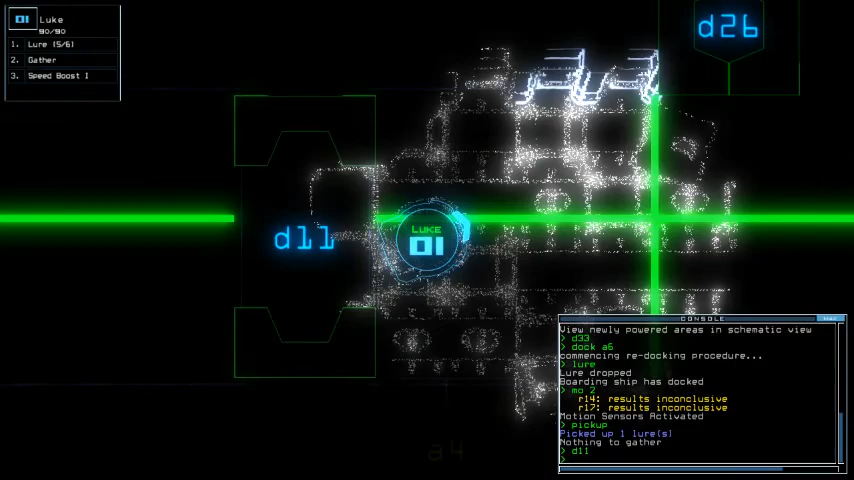 01 Luke
90/90
1. Lure (5/6)
2. Gather
3. Speed Boost I
d26
d11
LUKE
01
a4
CONSOLE
View newly powered areas in schematic view
> d33
> dock a6
commencing re-docking procedure...
> lure
Lure dropped
Boarding ship has docked
> mo 2
r14: results inconclusive
r17: results inconclusive
Motion Sensors Activated
> pickup
Picked up 1 lure(s)
Nothing to gather
> d11
>